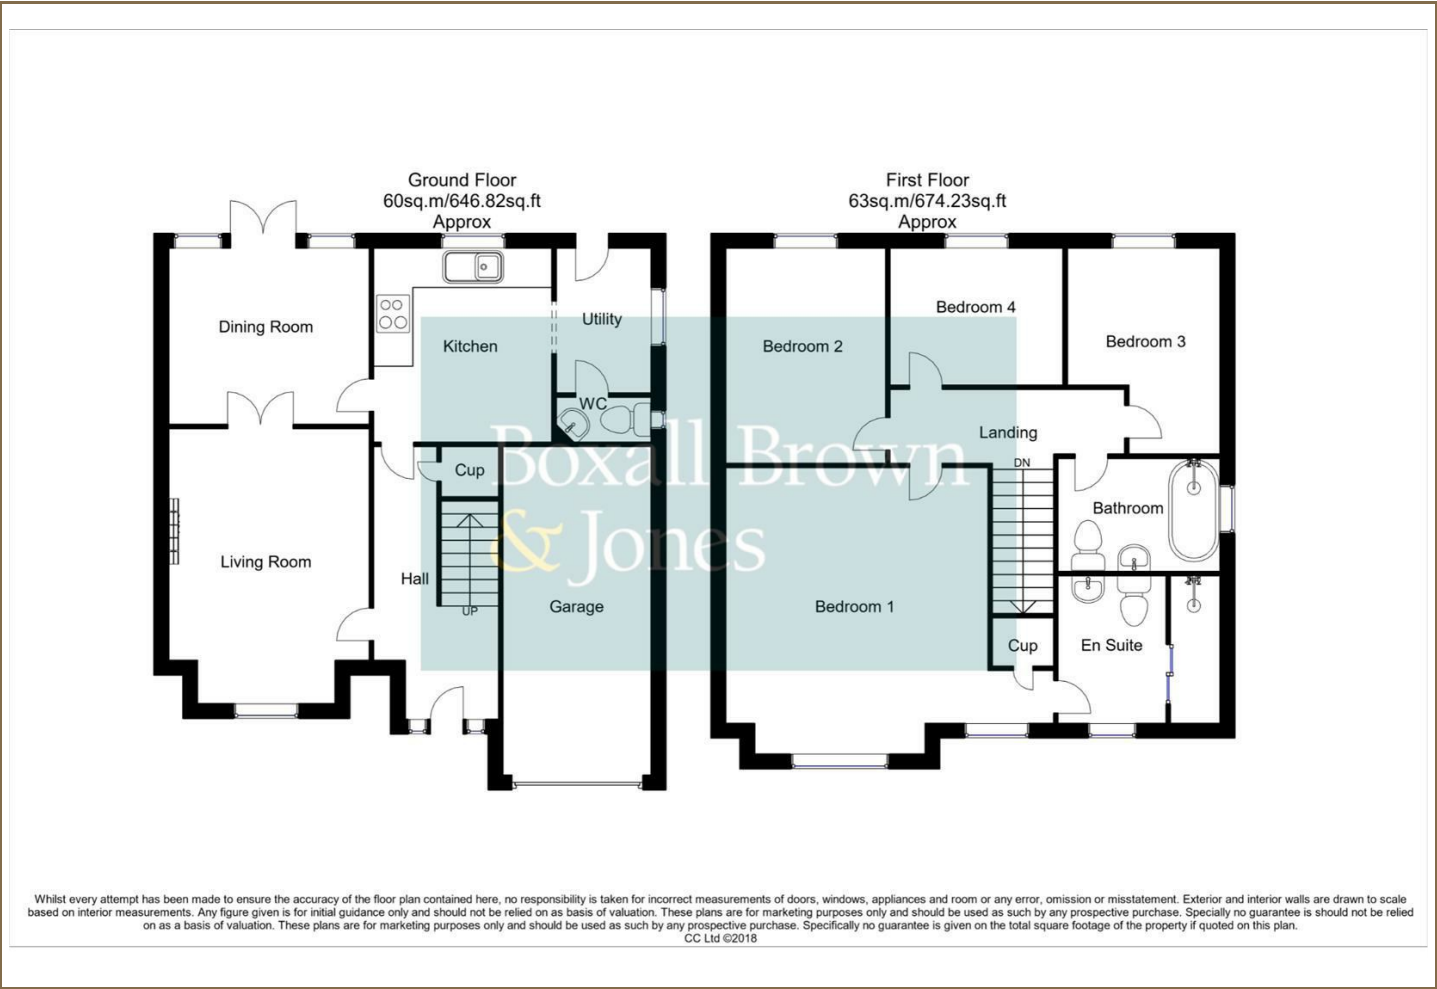 Ground Floor
60sq.m/646.82sq.ft
Approx
First Floor
63sq.m/674.23sq.ft
Approx
Dining Room
Kitchen
Utility
WC
Cup
Living Room
Hall
UP
Garage
Bedroom 2
Bedroom 4
Bedroom 3
Landing
DN
Bathroom
Bedroom 1
Cup
En Suite
Boxall Brown
& Jones
Whilst every attempt has been made to ensure the accuracy of the floor plan contained here, no responsibility is taken for incorrect measurements of doors, windows, appliances and room or any error, omission or misstatement. Exterior and interior walls are drawn to scale
based on interior measurements. Any figure given is for initial guidance only and should not be relied on as basis of valuation. These plans are for marketing purposes only and should be used as such by any prospective purchase. Specially no guarantee is should not be relied
on as a basis of valuation. These plans are for marketing purposes only and should be used as such by any prospective purchase. Specifically no guarantee is given on the total square footage of the property if quoted on this plan.
CC Ltd ©2018